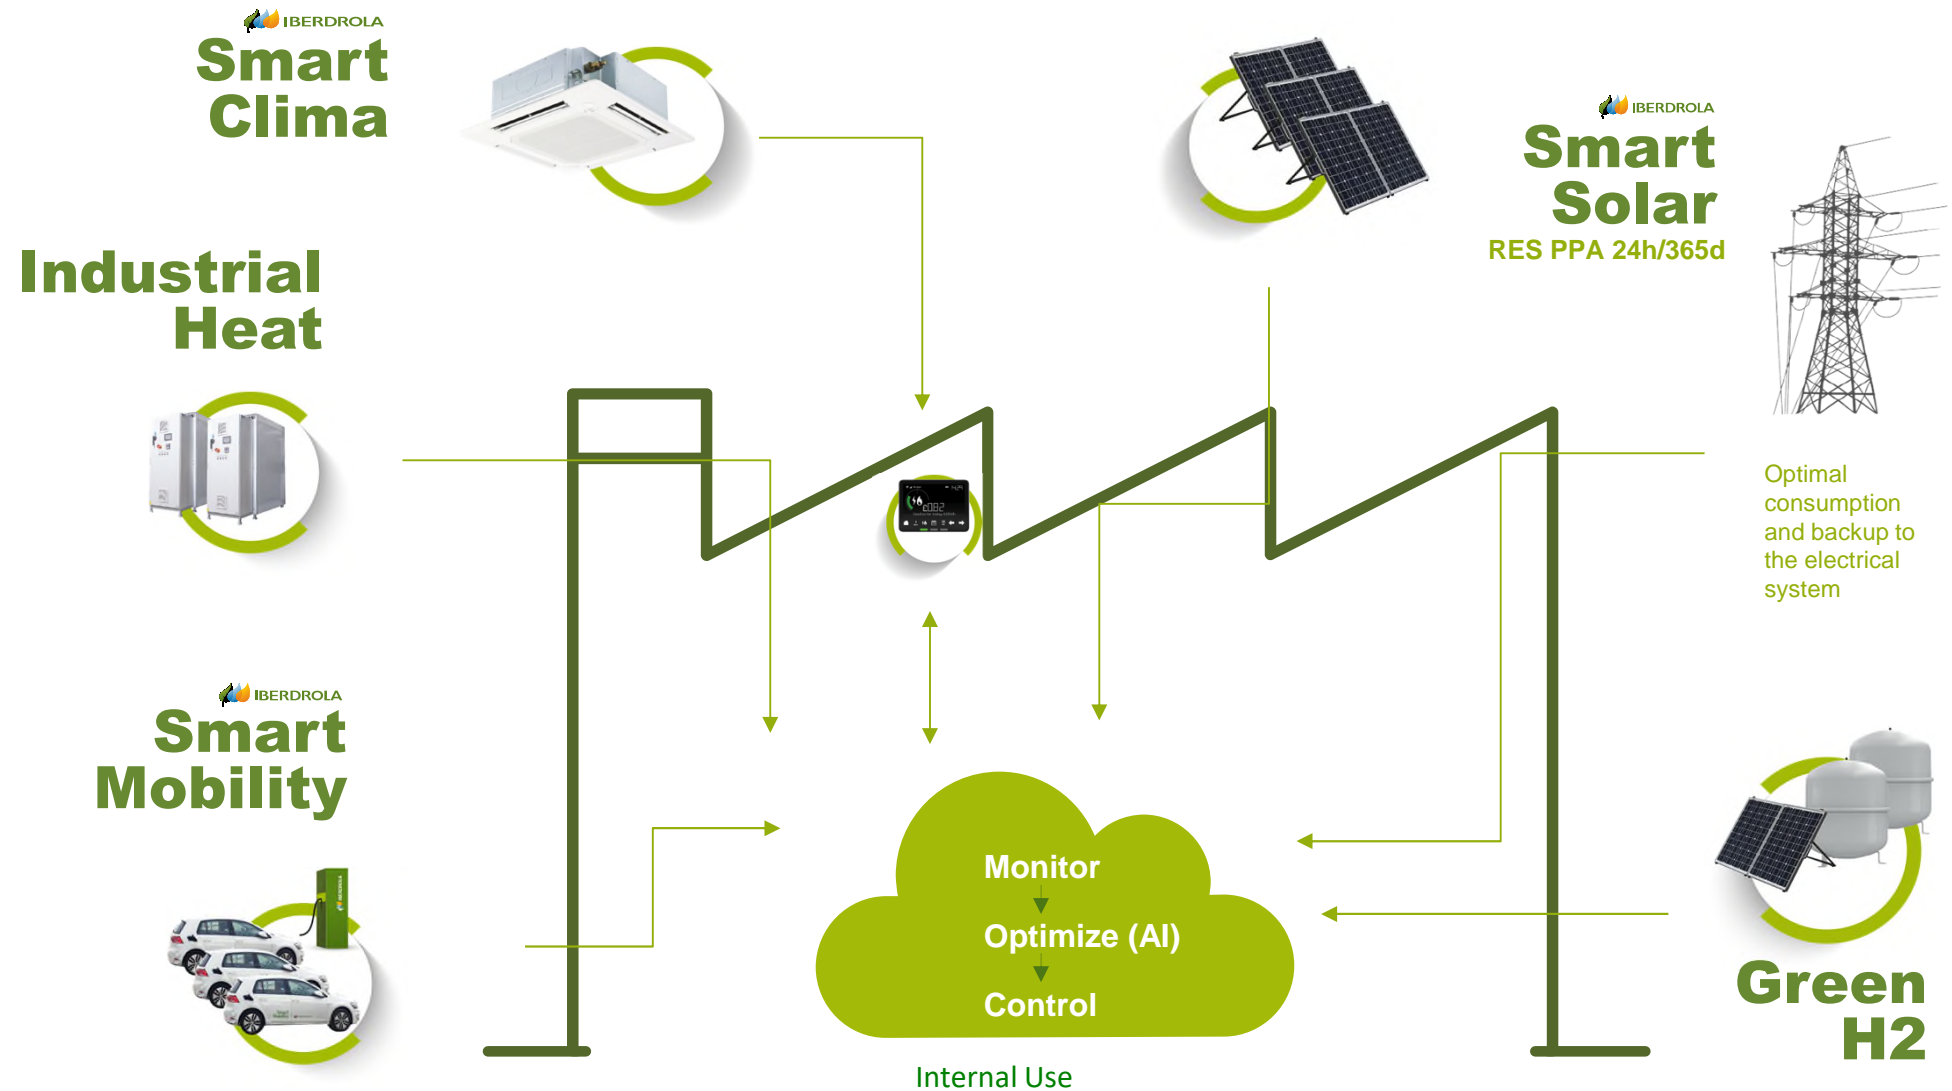 IBERDROLA
Smart
Clima
IBERDROLA
Smart
Solar
RES PPA 24h/365d
Industrial
Heat
Optimal
consumption
and backup to
the electrical
system
IBERDROLA
Smart
Mobility
IBERDROLA
Monitor
Optimize (AI)
Control
Green
H2
Internal Use